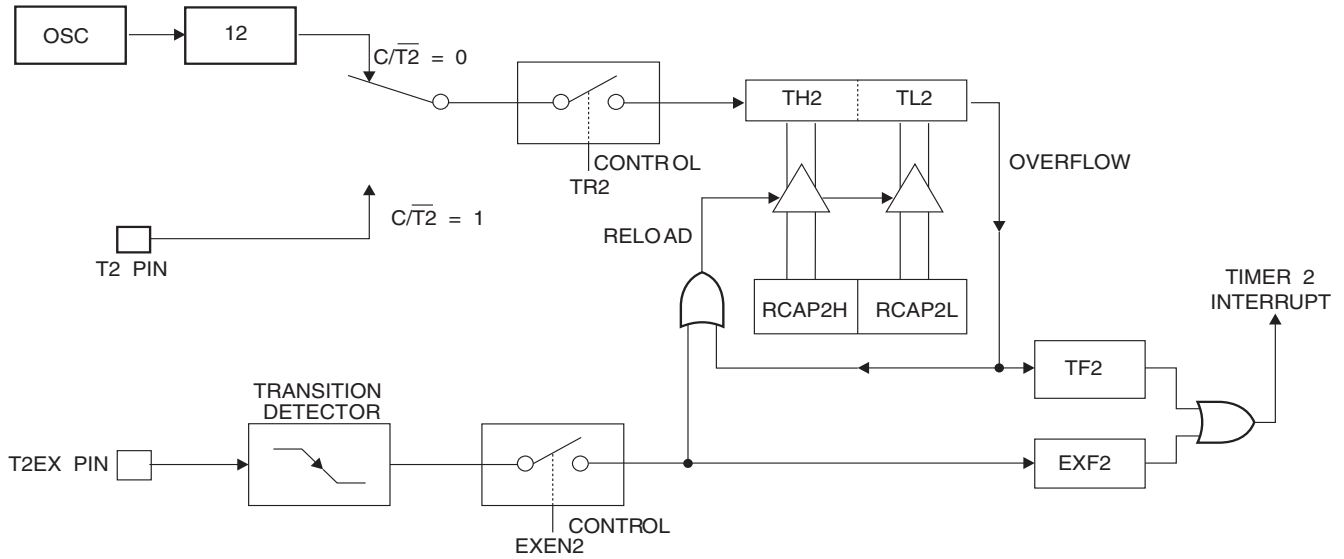 OSC
12
C/T2 = 0
TH2
TL2
CONTROL
TR2
OVERFLOW
C/T2 = 1
T2 PIN
RELOAD
RCAP2H
RCAP2L
TIMER 2
INTERRUPT
TF2
TRANSITION
DETECTOR
T2EX PIN
EXF2
CONTROL
EXEN2